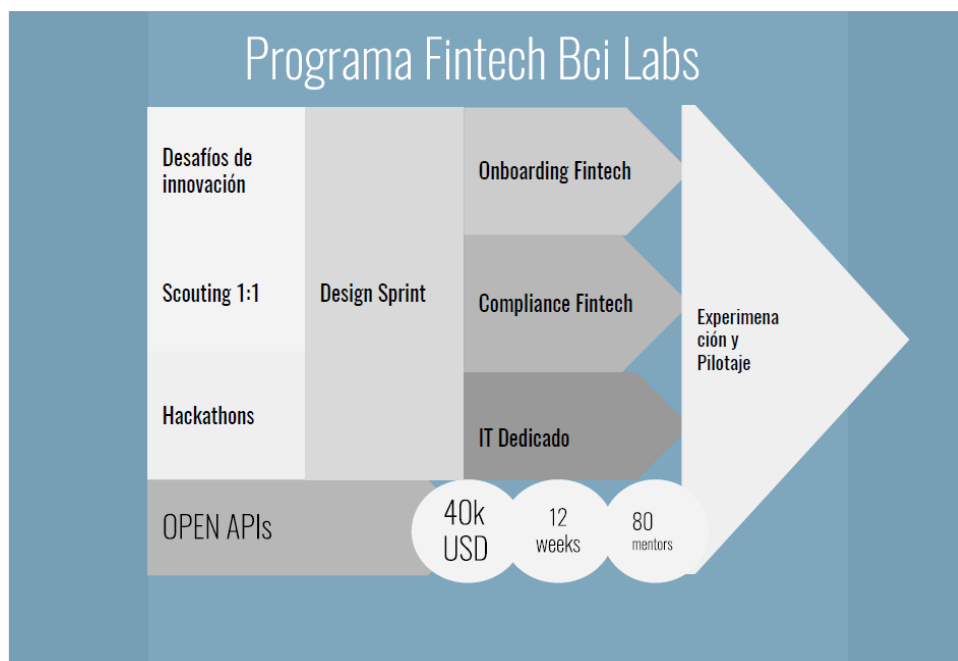 Programa Fintech Bci Labs
Desafíos de
innovación
Scouting 1:1
Hackathons
Design Sprint
Onboarding Fintech
Compliance Fintech
IT Dedicado
Experimena
ción y
Pilotaje
OPEN APIs
40k
USD
12
weeks
80
mentors